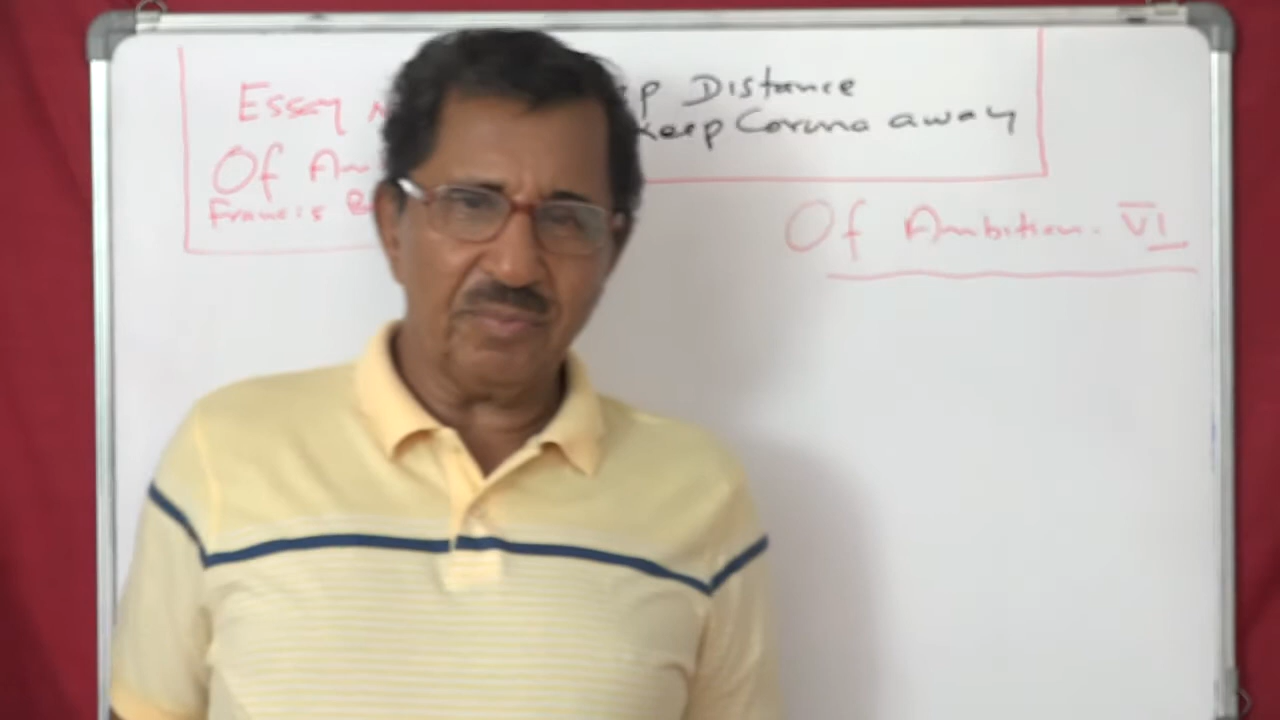 Essay
Distance
Keep Corona away
Of
Francis
Of Ambition. VI